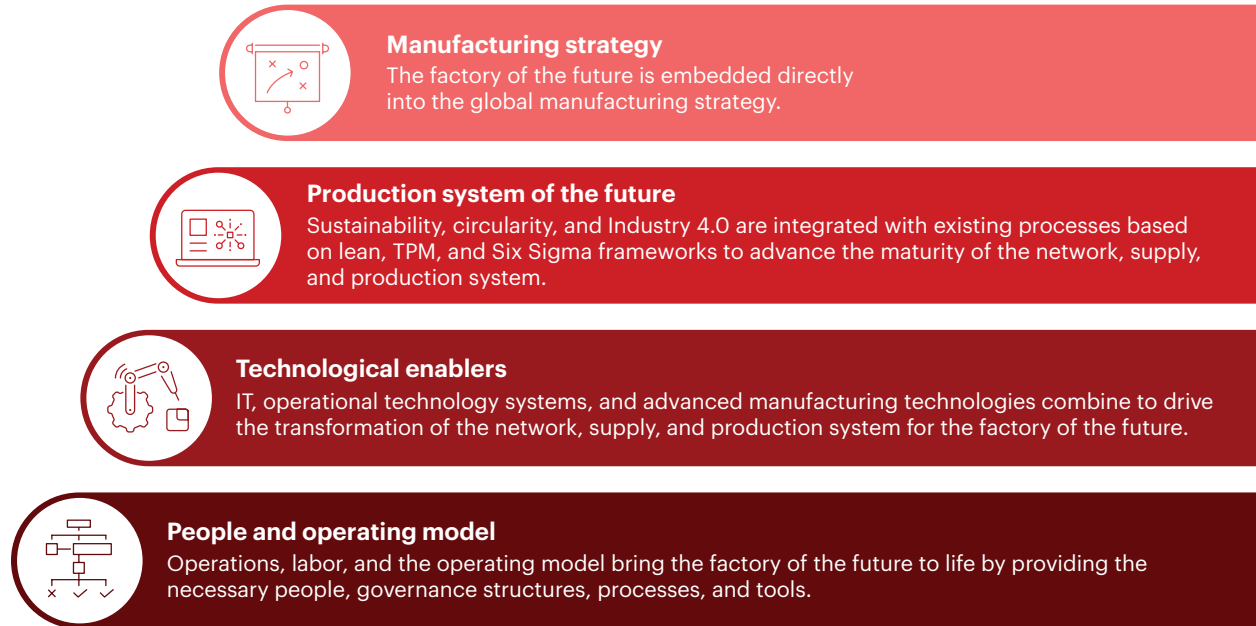 Manufacturing strategy
The factory of the future is embedded directly
into the global manufacturing strategy.
Production system of the future
Sustainability, circularity, and Industry 4.0 are integrated with existing processes based
on lean, TPM, and Six Sigma frameworks to advance the maturity of the network, supply,
and production system.
Technological enablers
IT, operational technology systems, and advanced manufacturing technologies combine to drive
the transformation of the network, supply, and production system for the factory of the future.
People and operating model
Operations, labor, and the operating model bring the factory of the future to life by providing the
necessary people, governance structures, processes, and tools.